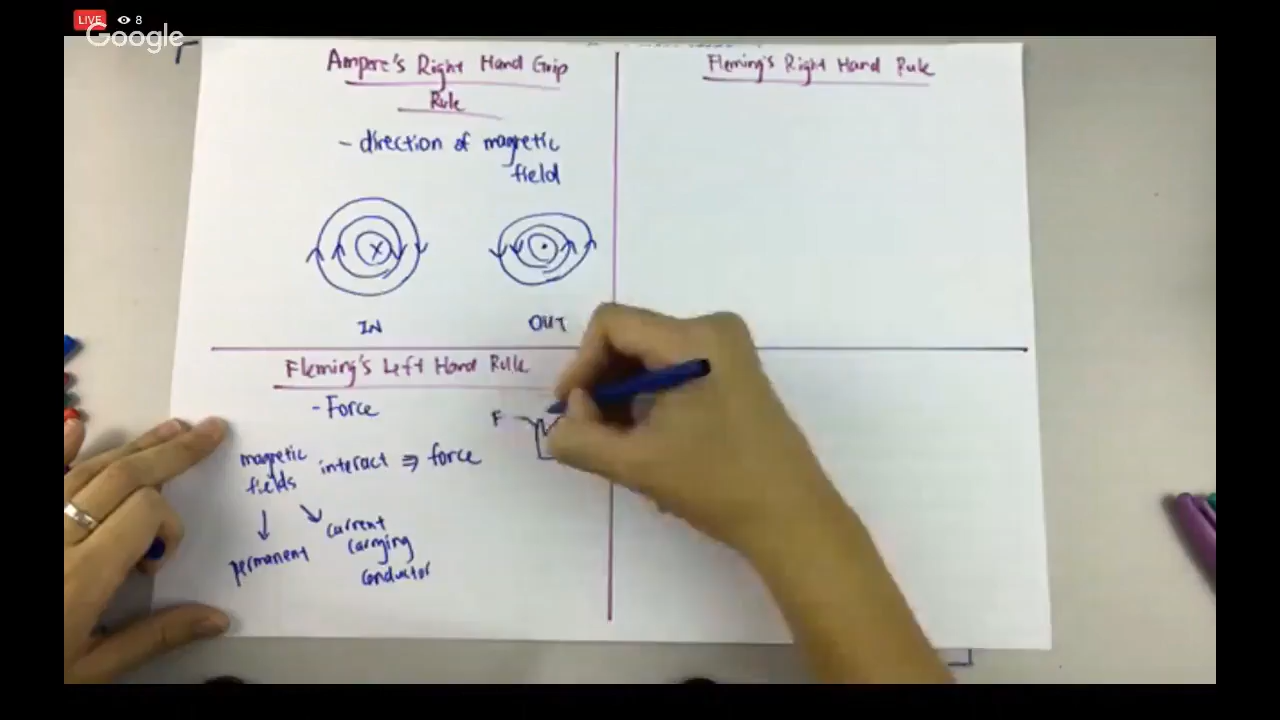 LIVE 8
Google
Ampere's Right Hand Grip
Rule
- direction of magnetic
field
IN
OUT
Fleming's Right Hand Rule
Fleming's Left Hand Rule
- Force
F
magnetic
fields
interact ⇒ force
permanent
current
carrying
conductor